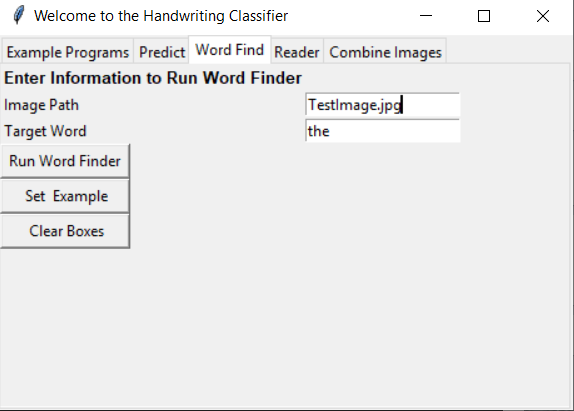 Welcome to the Handwriting Classifier
Example Programs Predict Word Find Reader Combine Images
Enter Information to Run Word Finder
Image Path TestImage.jpg
Target Word the
Run Word Finder
Set Example
Clear Boxes